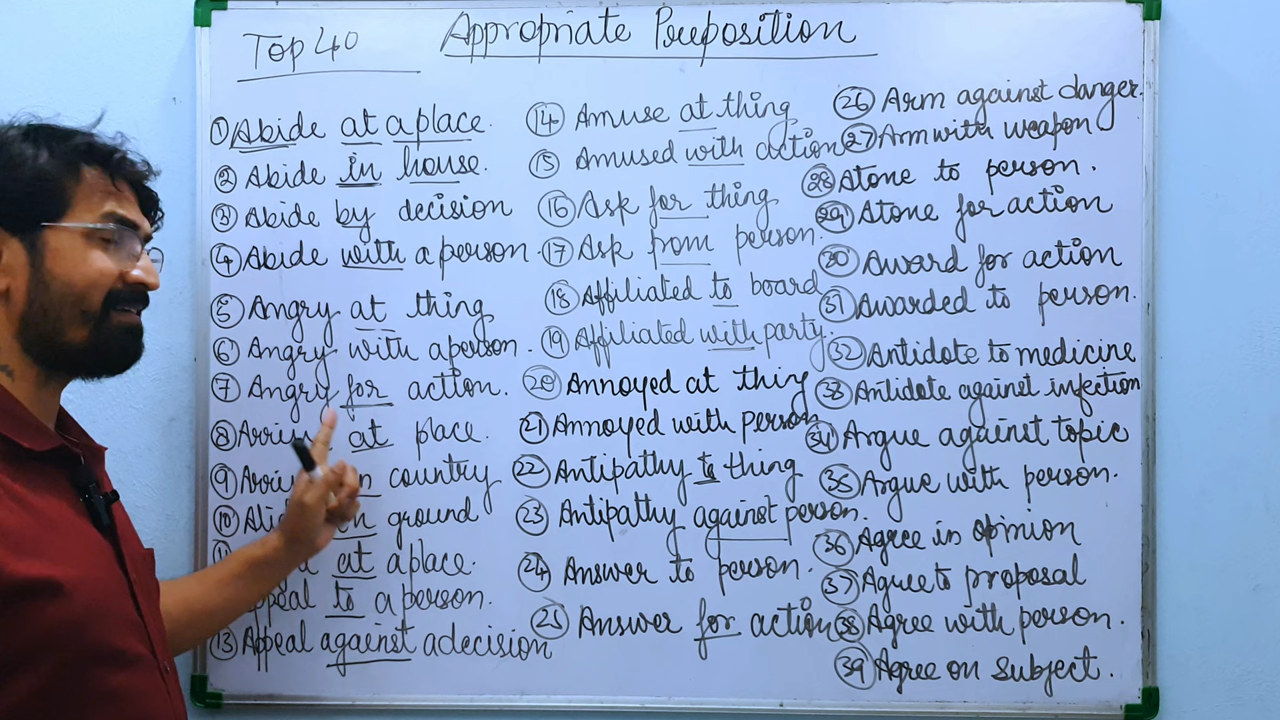 Top 40
Appropriate Preposition
① Abide at a place.
② Abide in house.
③ Abide by decision
④ Abide with a person.
⑤ Angry at thing
⑥ Angry with a person.
⑦ Angry for action.
⑧ at place.
⑨ country
⑩ ground
at a place.
to a person.
⑬ Appeal against a decision
⑭ Amuse at thing
⑮ Amused with action
⑯ Ask for thing
⑰ Ask from person.
⑱ Affiliated to board
⑲ Affiliated with party.
⑳ Annoyed at thing
㉑ Annoyed with person
㉒ Antipathy to thing
㉓ Antipathy against person.
㉔ Answer to person.
㉕ Answer for action
㉖ Arm against danger.
㉗ Arm with weapon
㉘ Atone to person.
㉙ Atone for action
㉚ Award for action
㉛ Awarded to person.
㉜ Antidote to medicine
㉝ Antidote against infection
㉞ Argue against topic
㉟ Argue with person.
㊱ Agree in opinion
㊲ Agree to proposal
㊳ Agree with person.
㊴ Agree on subject.